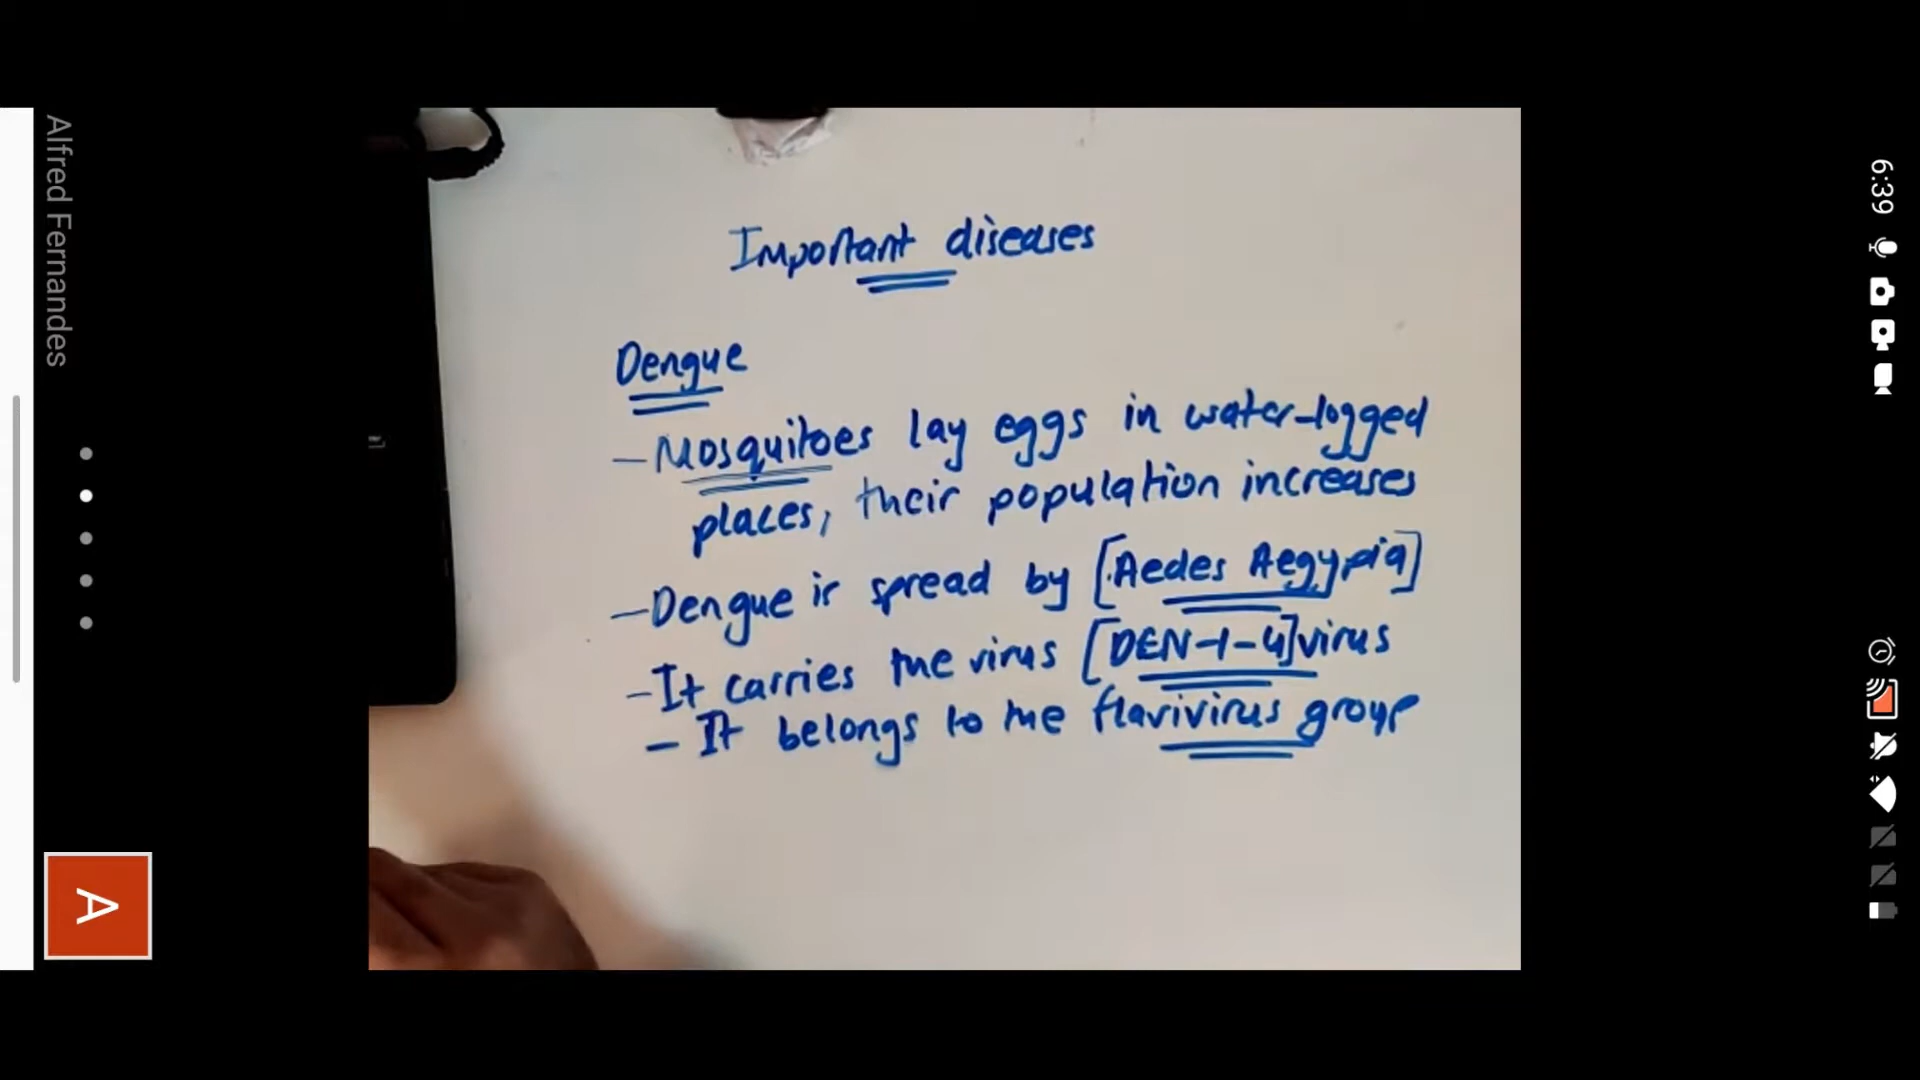 Important diseases
Dengue
- Mosquitoes lay eggs in water-logged
places, their population increases
- Dengue is spread by [Aedes Aegypia]
- It carries the virus [DEN-1-4] virus
- It belongs to the flavivirus group
Alfred Fernandes
A
6:39